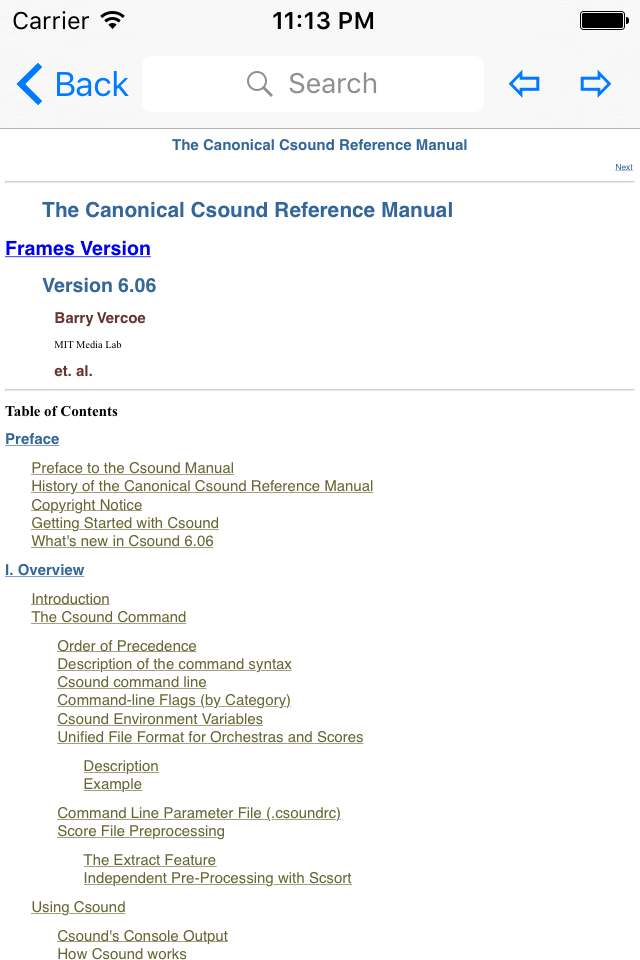 Carrier 11:13 PM
Back Search
The Canonical Csound Reference Manual
Next
The Canonical Csound Reference Manual
Frames Version
Version 6.06
Barry Vercoe
MIT Media Lab
et. al.
Table of Contents
Preface
Preface to the Csound Manual
History of the Canonical Csound Reference Manual
Copyright Notice
Getting Started with Csound
What's new in Csound 6.06
I. Overview
Introduction
The Csound Command
Order of Precedence
Description of the command syntax
Csound command line
Command-line Flags (by Category)
Csound Environment Variables
Unified File Format for Orchestras and Scores
Description
Example
Command Line Parameter File (.csoundrc)
Score File Preprocessing
The Extract Feature
Independent Pre-Processing with Scsort
Using Csound
Csound's Console Output
How Csound works